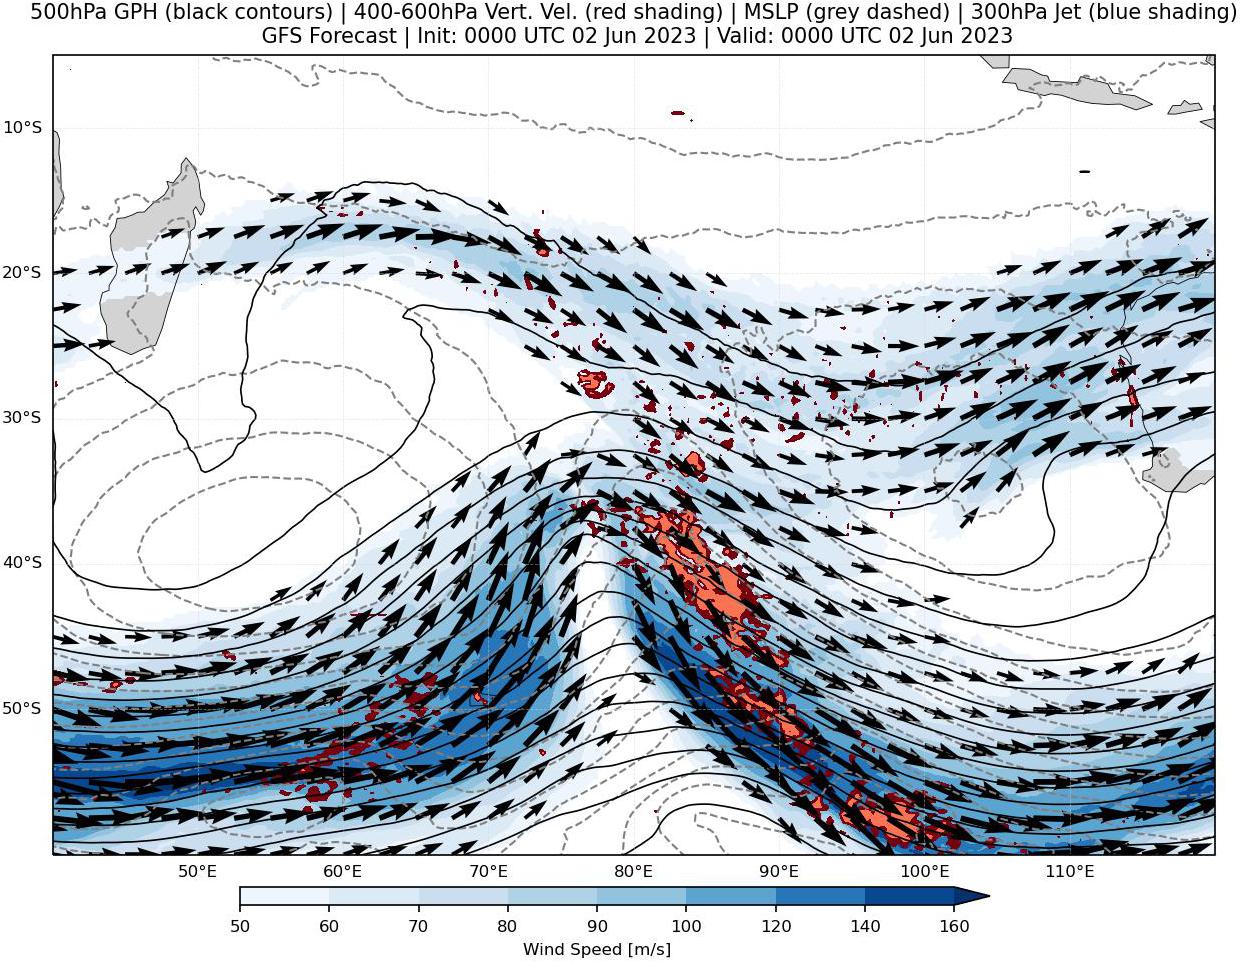 500hPa GPH (black contours) | 400-600hPa Vert. Vel. (red shading) | MSLP (grey dashed) | 300hPa Jet (blue shading)
GFS Forecast | Init: 0000 UTC 02 Jun 2023 | Valid: 0000 UTC 02 Jun 2023
10°S
20°S
30°S
40°S
50°S
50°E 60°E 70°E 80°E 90°E 100°E 110°E
50 60 70 80 90 100 120 140 160
Wind Speed [m/s]